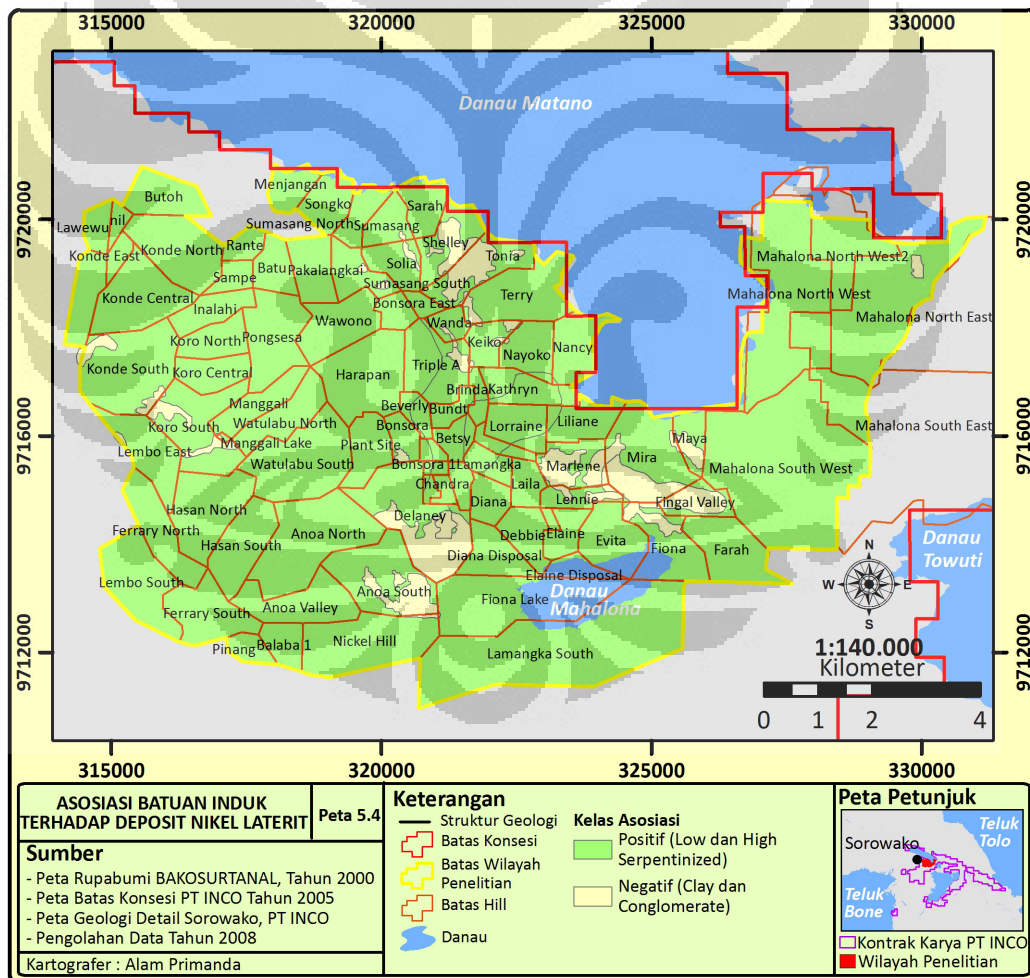 315000 320000 325000 330000
9720000
9716000
9712000
9720000
9716000
9712000
Danau Matano
Menjangan
Butoh
Songko
Sarah
nil
Lawewu
Sumasang North
Sumasang
Konde North
Rante
Shelley
Konde East
Tonia
Mahalona North West2
Solia
Batu
Pakalangkai
Sampe
Sumasang South
Konde Central
Terry
Mahalona North West
Inalahi
Bonsora East
Wawono
Wanda
Mahalona North East
Koro North
Pongsesa
Keiko
Nayoko
Nancy
Konde South
Koro Central
Harapan
Triple A
Brinda
Kathryn
Manggali
Beverly
Bundt
Koro South
Watulabu North
Bonsora
Lorraine
Liliane
Mahalona South East
Manggali Lake
Plant Site
Betsy
Maya
Lembo East
Watulabu South
Bonsora 1
Lamangka
Marlene
Mira
Mahalona South West
Chandra
Laila
Hasan North
Delaney
Diana
Lennie
Fingal Valley
Ferrary North
Anoa North
Debbie
Elaine
Evita
Hasan South
Diana Disposal
Fiona
Farah
Danau
Towuti
Lembo South
Elaine Disposal
Anoa South
Fiona Lake
Danau
Mahalona
Ferrary South
Anoa Valley
Pinang
Balaba 1
Nickel Hill
Lamangka South
N
W
E
S
1:140.000
Kilometer
0 1 2 4
315000 320000 325000 330000
ASOSIASI BATUAN INDUK
TERHADAP DEPOSIT NIKEL LATERIT
Peta 5.4
Sumber
- Peta Rupabumi BAKOSURTANAL, Tahun 2000
- Peta Batas Konsesi PT INCO Tahun 2005
- Peta Geologi Detail Sorowako, PT INCO
- Pengolahan Data Tahun 2008
Kartografer : Alam Primanda
Keterangan
Struktur Geologi
Batas Konsesi
Batas Wilayah
Penelitian
Batas Hill
Danau
Kelas Asosiasi
Positif (Low dan High
Serpentinized)
Negatif (Clay dan
Conglomerate)
Peta Petunjuk
Teluk
Tolo
Sorowako
Teluk
Bone
Kontrak Karya PT INCO
Wilayah Penelitian